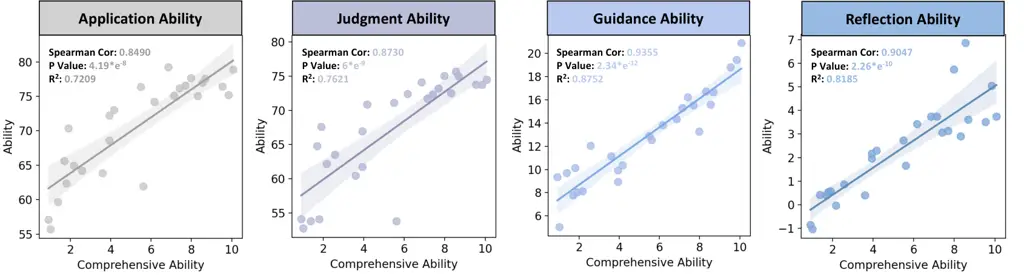 Application Ability
Spearman Cor: 0.8490
P Value: 4.19*e-8
R2: 0.7209
Ability
80
75
70
65
60
55
2 4 6 8 10
Comprehensive Ability
Judgment Ability
Spearman Cor: 0.8730
P Value: 6*e-9
R2: 0.7621
Ability
80
75
70
65
60
55
2 4 6 8 10
Comprehensive Ability
Guidance Ability
Spearman Cor: 0.9355
P Value: 2.34*e-12
R2: 0.8752
Ability
20
18
16
14
12
10
8
6
2 4 6 8 10
Comprehensive Ability
Reflection Ability
Spearman Cor: 0.9047
P Value: 2.26*e-10
R2: 0.8185
Ability
7
6
5
4
3
2
1
0
−1
2 4 6 8 10
Comprehensive Ability